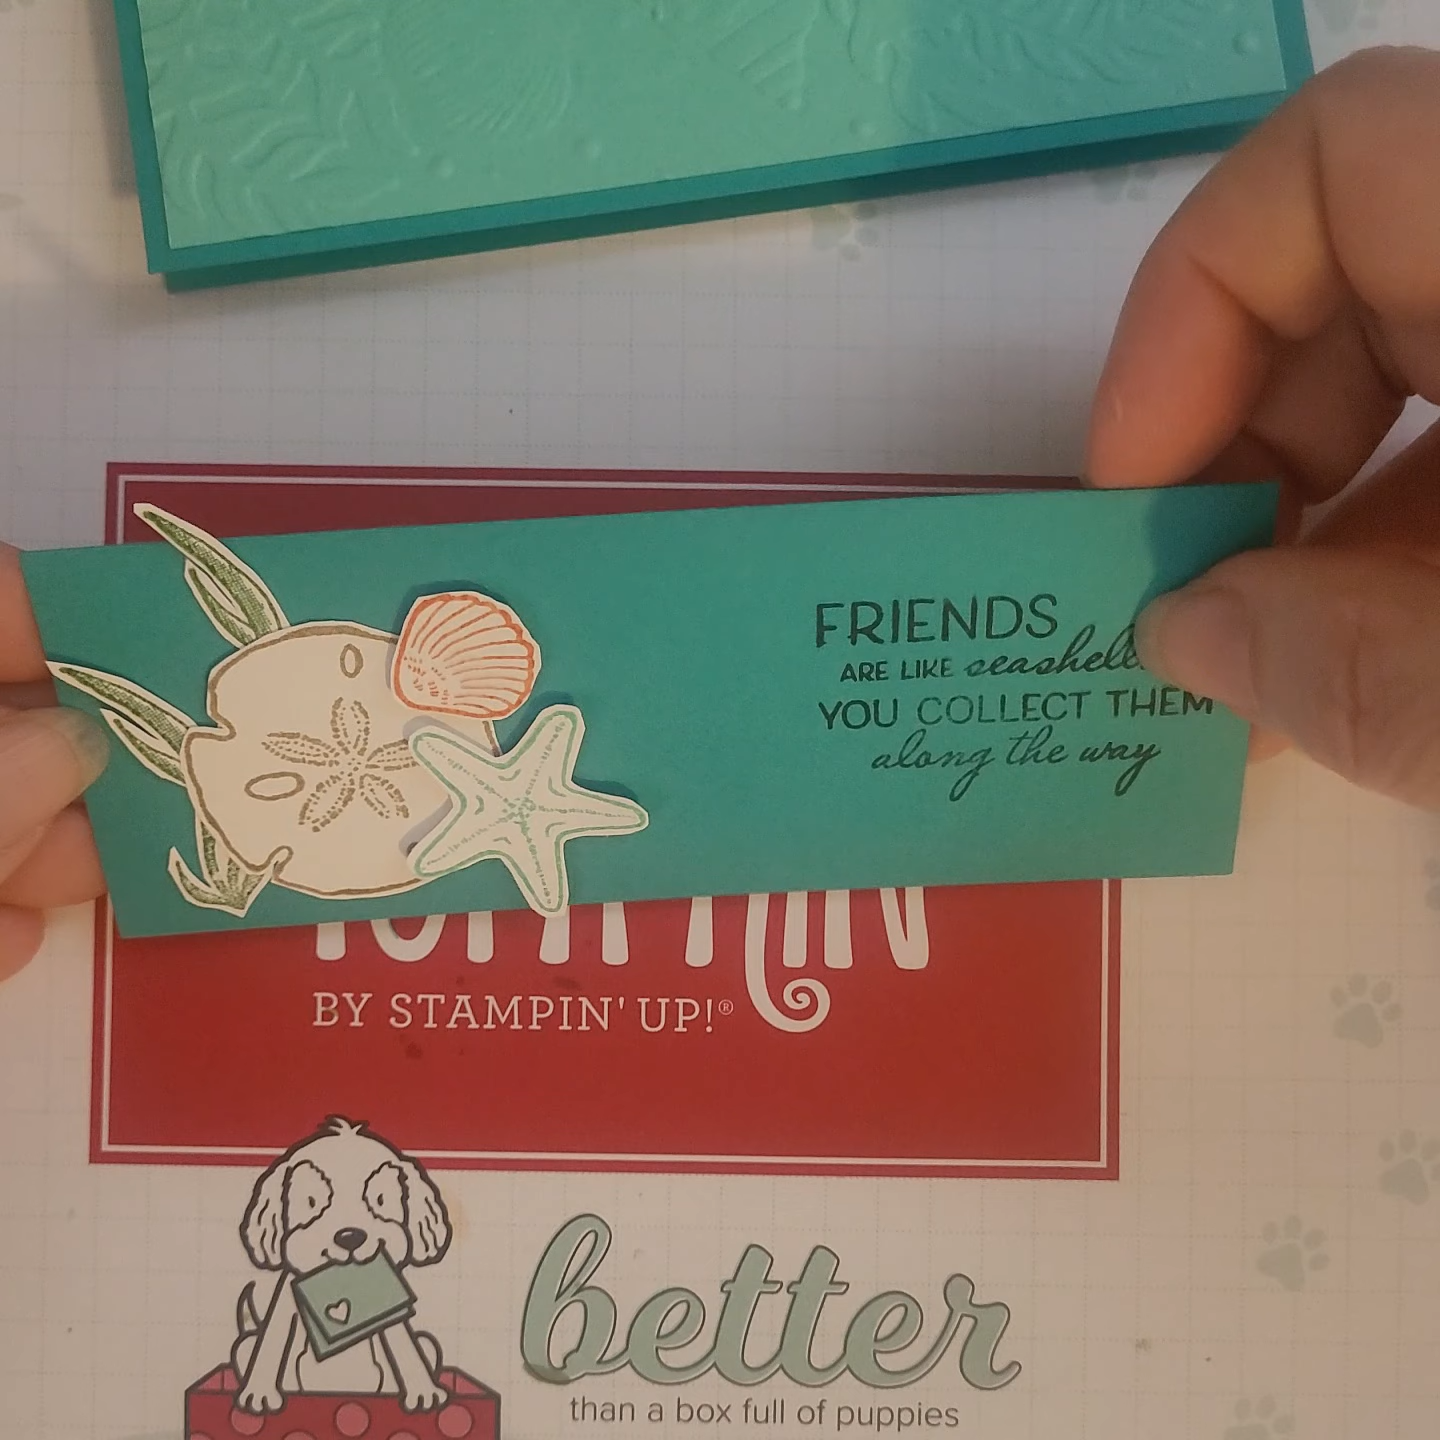 FRIENDS
ARE LIKE
YOU COLLECT THEM
along the way
BY STAMPIN' UP!®
better
than a box full of puppies